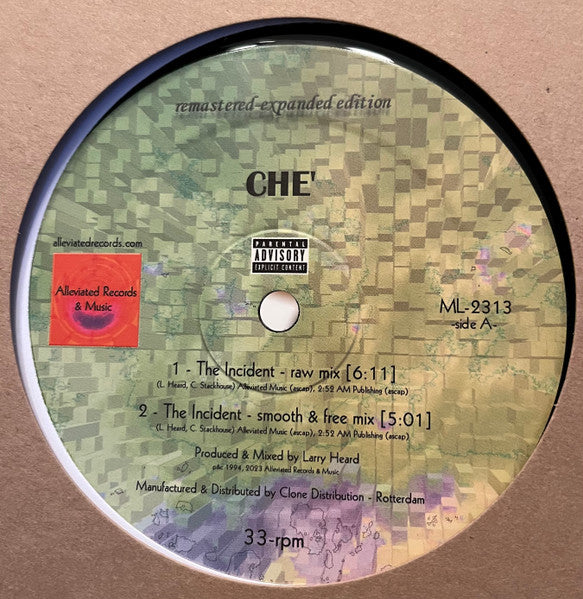 remastered-expanded edition
CHE'
alleviatedrecords.com
PARENTAL
ADVISORY
EXPLICIT CONTENT
Alleviated Records
& Music
ML-2313
-side A-
1 - The Incident - raw mix [6:11]
(L. Heard, C. Stackhouse) Alleviated Music (ascap), 2:52 AM Publishing (ascap)
2 - The Incident - smooth & free mix [5:01]
(L. Heard, C. Stackhouse) Alleviated Music (ascap), 2:52 AM Publishing (ascap)
Produced & Mixed by Larry Heard
p&c 1994, 2023 Alleviated Records & Music
Manufactured & Distributed by Clone Distribution - Rotterdam
33-rpm